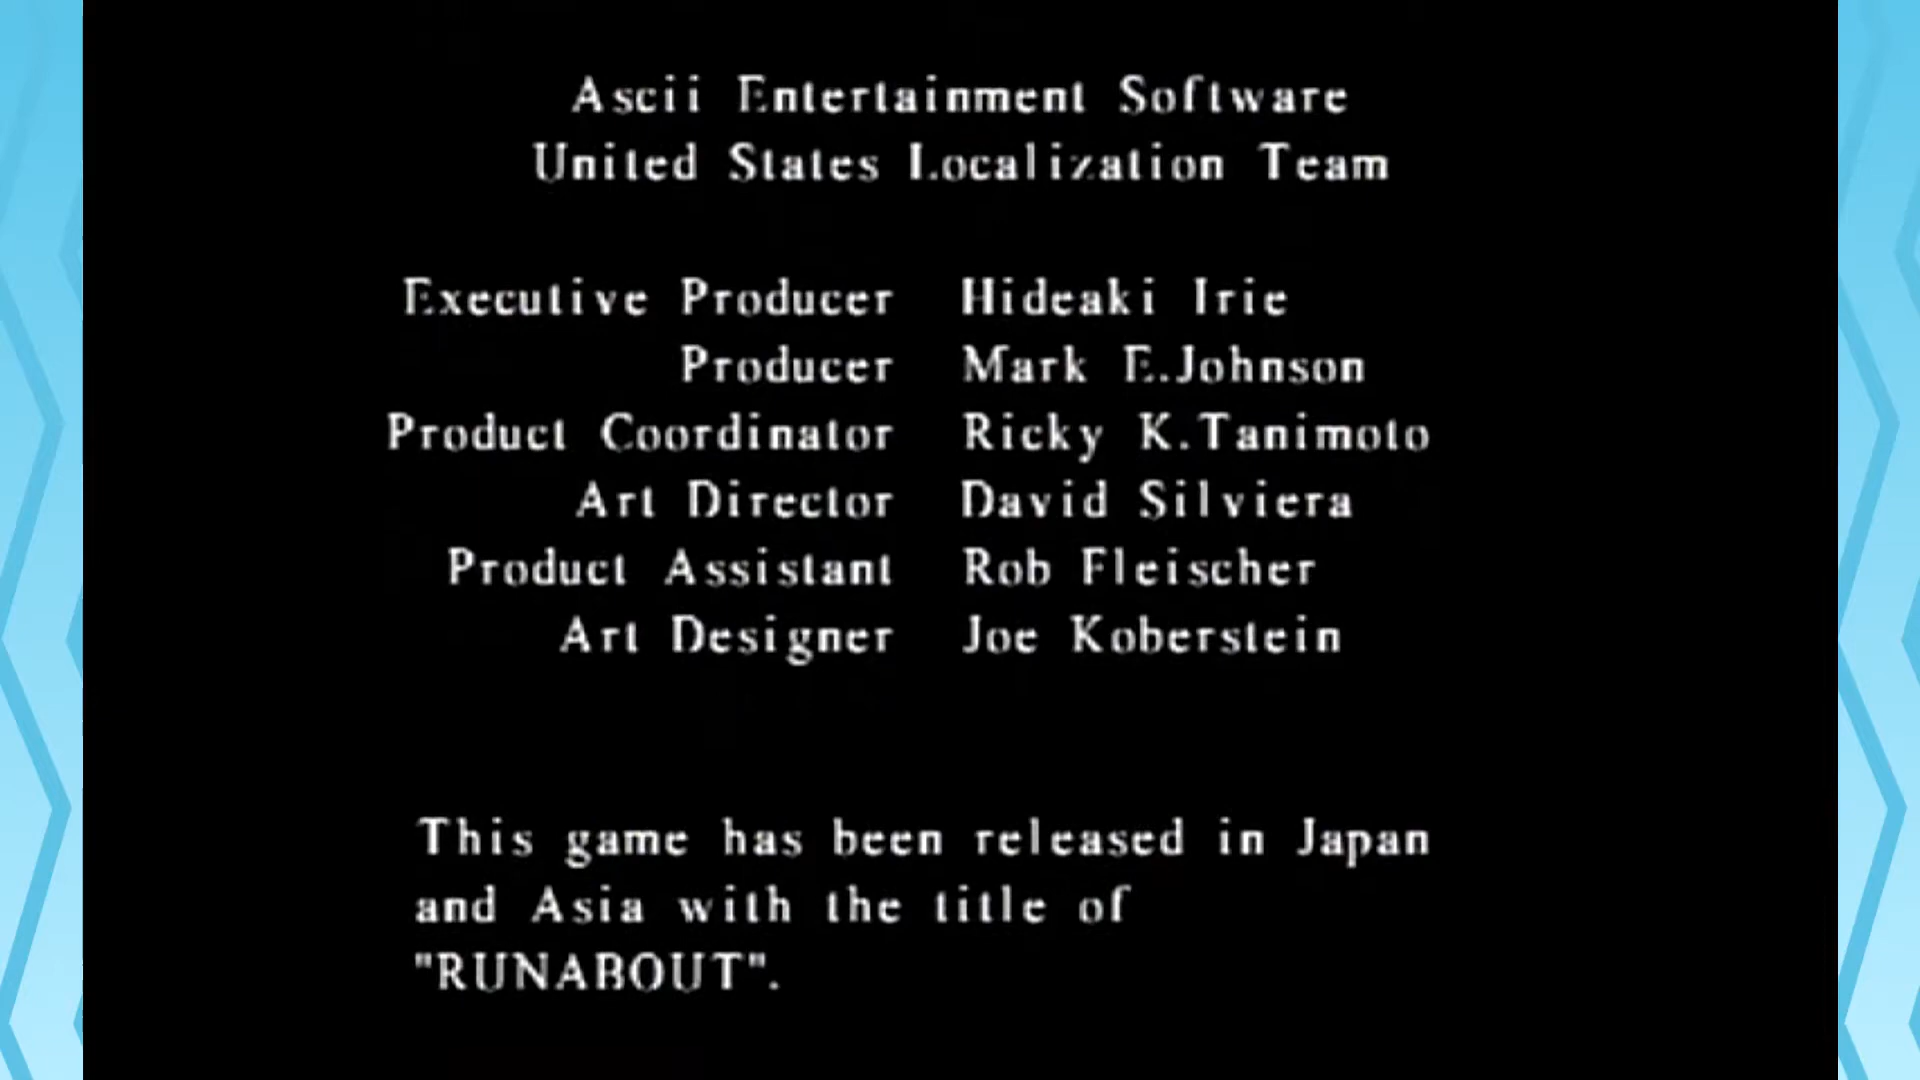 Ascii Entertainment Software
United States Localization Team
Executive Producer Hideaki Irie
Producer Mark E.Johnson
Product Coordinator Ricky K.Tanimoto
Art Director David Silviera
Product Assistant Rob Fleischer
Art Designer Joe Koberstein
This game has been released in Japan
and Asia with the title of
"RUNABOUT".